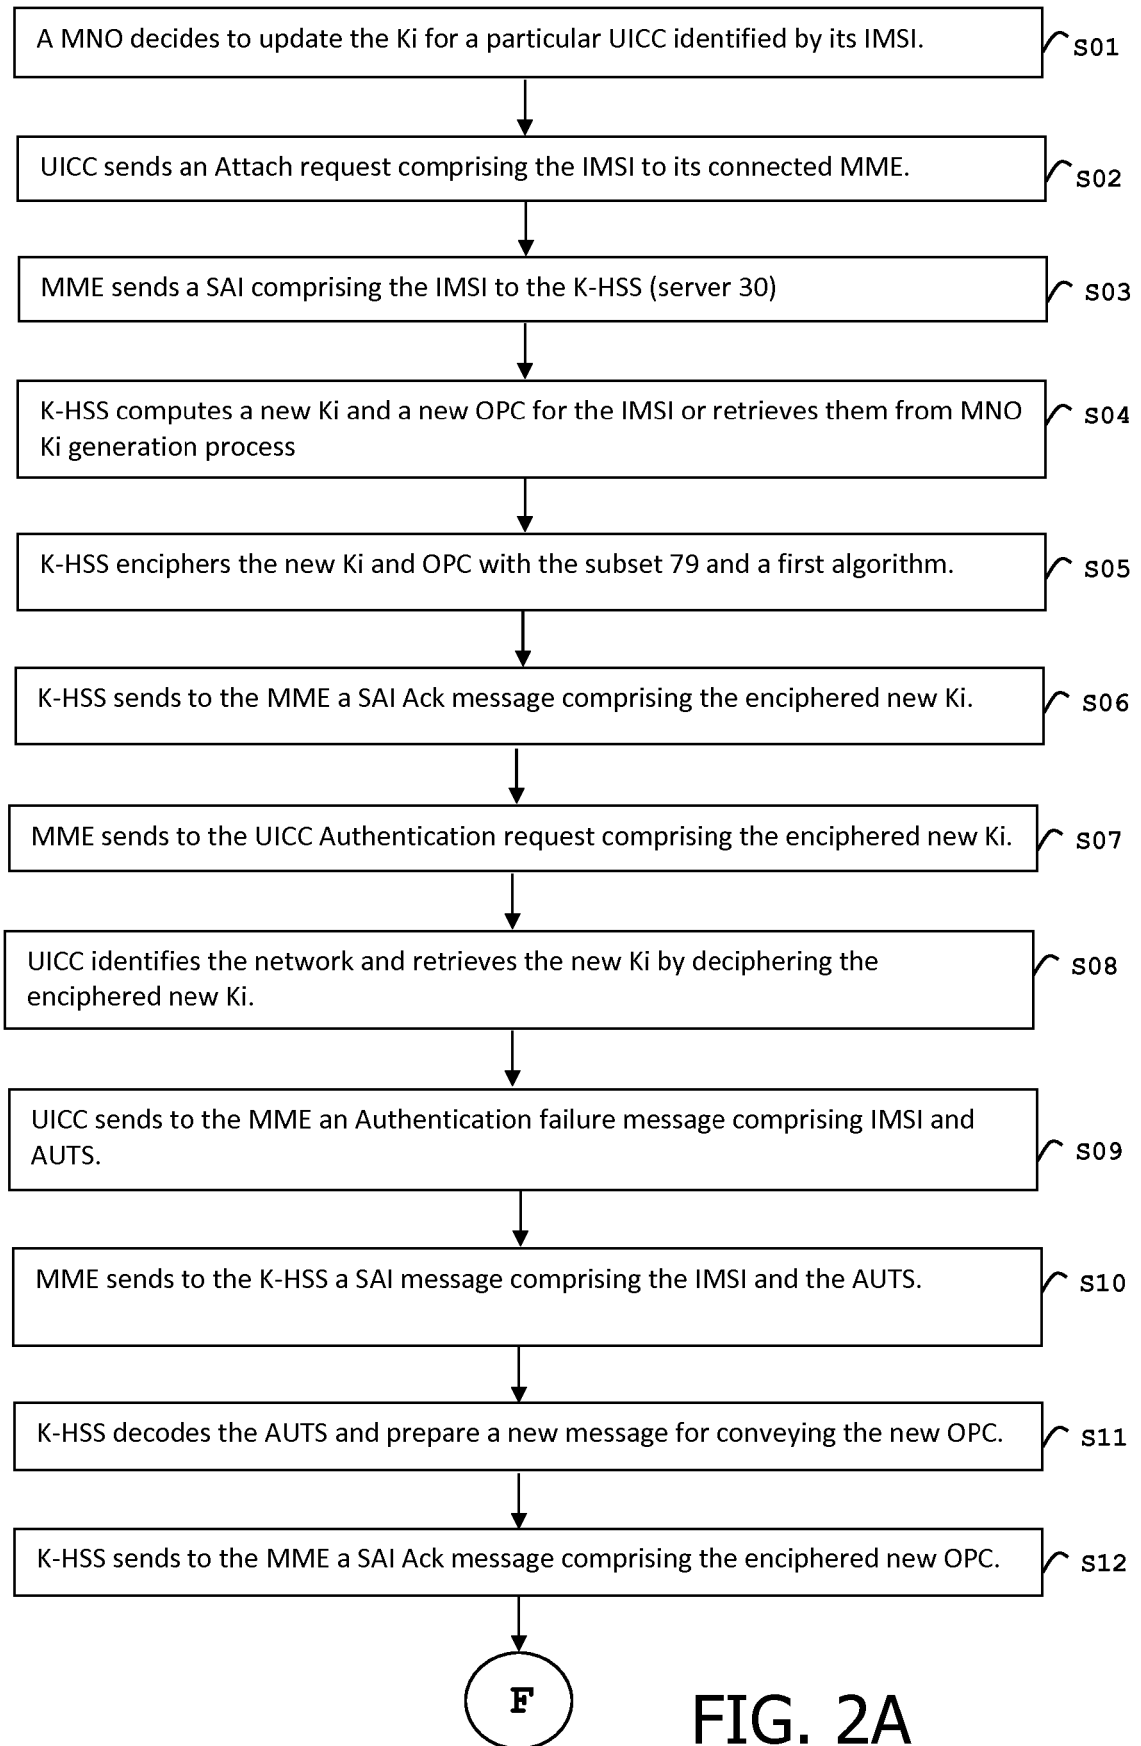 A MNO decides to update the Ki for a particular UICC identified by its IMSI.
S01
UICC sends an Attach request comprising the IMSI to its connected MME.
S02
MME sends a SAI comprising the IMSI to the K-HSS (server 30)
S03
K-HSS computes a new Ki and a new OPC for the IMSI or retrieves them from MNO
Ki generation process
S04
K-HSS enciphers the new Ki and OPC with the subset 79 and a first algorithm.
S05
K-HSS sends to the MME a SAI Ack message comprising the enciphered new Ki.
S06
MME sends to the UICC Authentication request comprising the enciphered new Ki.
S07
UICC identifies the network and retrieves the new Ki by deciphering the
enciphered new Ki.
S08
UICC sends to the MME an Authentication failure message comprising IMSI and
AUTS.
S09
MME sends to the K-HSS a SAI message comprising the IMSI and the AUTS.
S10
K-HSS decodes the AUTS and prepare a new message for conveying the new OPC.
S11
K-HSS sends to the MME a SAI Ack message comprising the enciphered new OPC.
S12
F
FIG. 2A